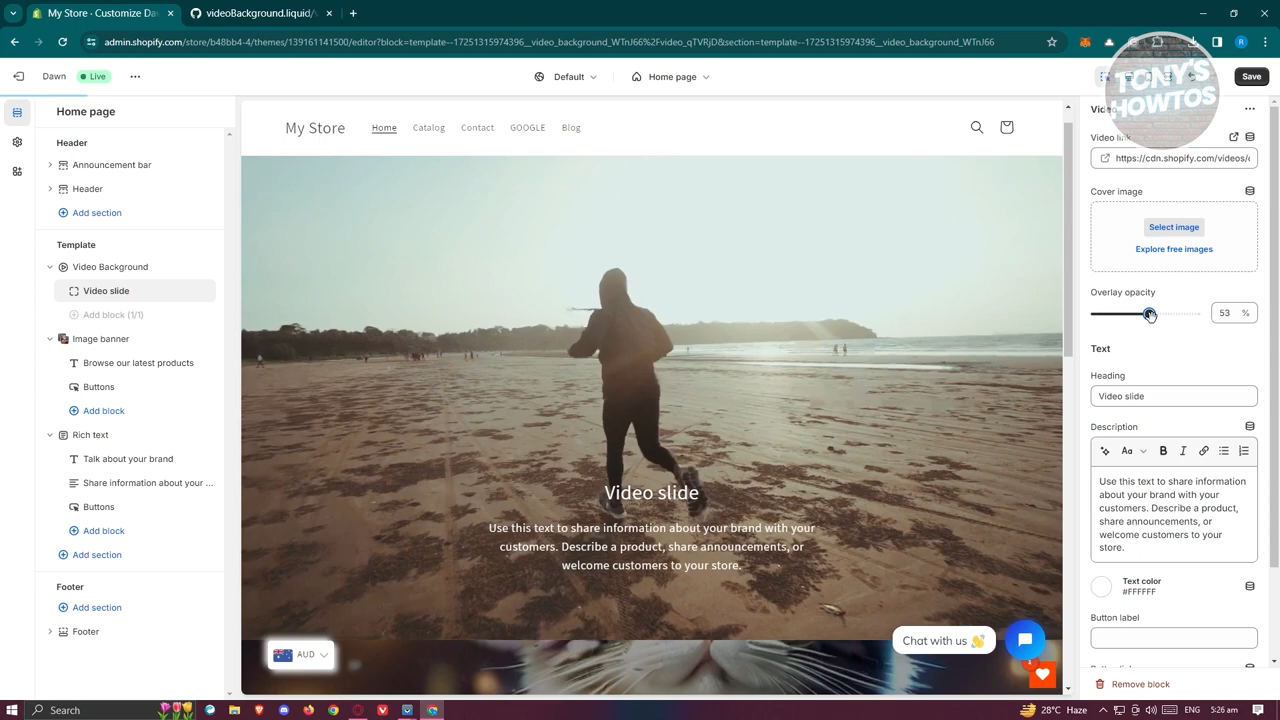 My Store - Customize Daw
videoBackground.liquid/v
admin.shopify.com/store/b48bb4-4/themes/139161141500/editor?block=template--17251315974396__video_background_WTnJ66%2Fvideo_qTVRjD&section=template--17251315974396__video_background_WTNJ66
Dawn
Live
Default
Home page
Save
TONY'S
HOWTOS
Home page
Header
Announcement bar
Header
Add section
Template
Video Background
Video slide
Add block (1/1)
Image banner
Browse our latest products
Buttons
Add block
Rich text
Talk about your brand
Share information about your ...
Buttons
Add block
Add section
Footer
Add section
Footer
My Store
Home
Catalog
Contact
GOOGLE
Blog
Video slide
Use this text to share information about your brand with your
customers. Describe a product, share announcements, or
welcome customers to your store.
AUD
Chat with us 👋
1
Video link
https://cdn.shopify.com/videos/
Cover image
Select image
Explore free images
Overlay opacity
53 %
Text
Heading
Video slide
Description
Aa
B
I
Use this text to share information
about your brand with your
customers. Describe a product,
share announcements, or
welcome customers to your
store.
Text color
#FFFFFF
Button label
Remove block
Search
28°C Haze
ENG
5:26 am